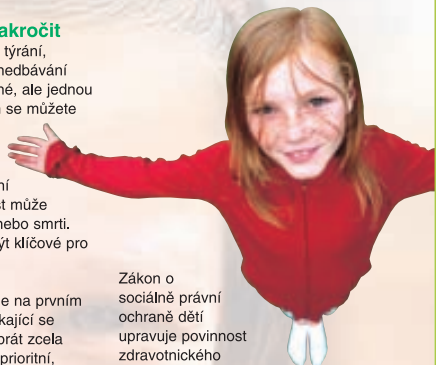 akročit
týrání,
nedbávání
né, ale jednou
n se můžete
ní
st může
nebo smrti.
ýt klíčové pro
e na prvním
kající se
prát zcela
prioritní,
Zákon o
sociálně právní
ochraně dětí
upravuje povinnost
zdravotnického